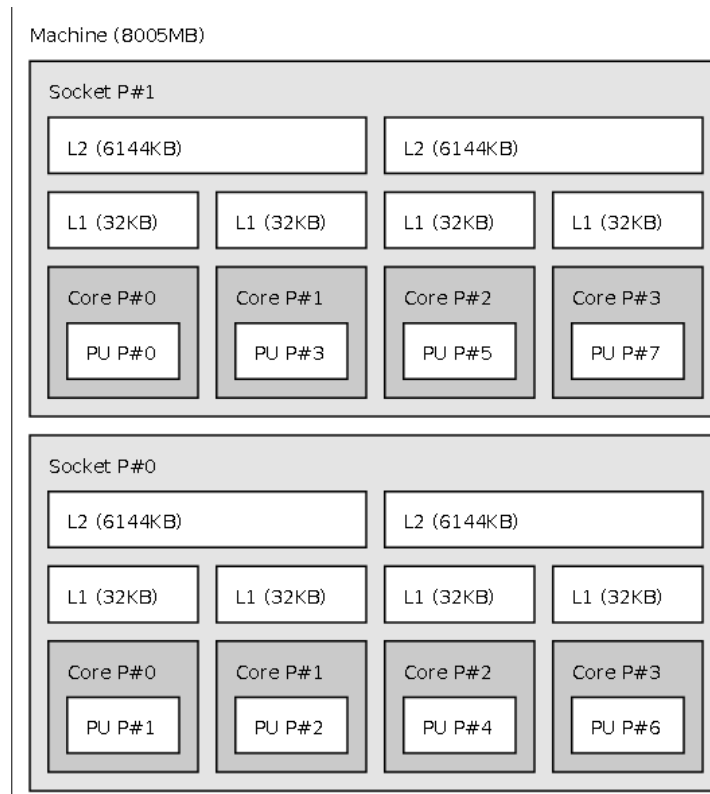 Machine (8005MB)
Socket P#1
L2 (6144KB) L2 (6144KB)
L1 (32KB) L1 (32KB) L1 (32KB) L1 (32KB)
Core P#0 Core P#1 Core P#2 Core P#3
PU P#0 PU P#3 PU P#5 PU P#7
Socket P#0
L2 (6144KB) L2 (6144KB)
L1 (32KB) L1 (32KB) L1 (32KB) L1 (32KB)
Core P#0 Core P#1 Core P#2 Core P#3
PU P#1 PU P#2 PU P#4 PU P#6